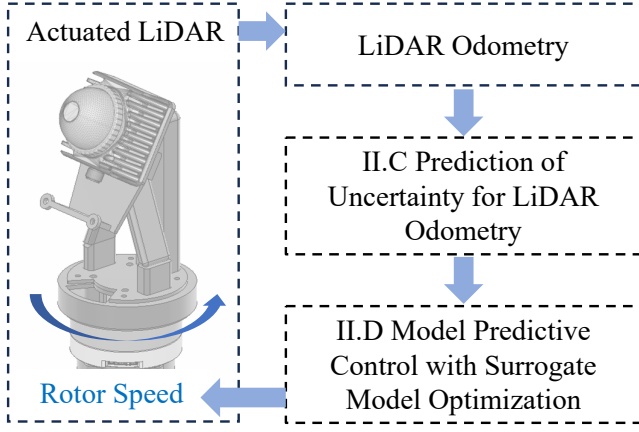 Actuated LiDAR
LiDAR Odometry
II.C Prediction of
Uncertainty for LiDAR
Odometry
II.D Model Predictive
Control with Surrogate
Model Optimization
Rotor Speed